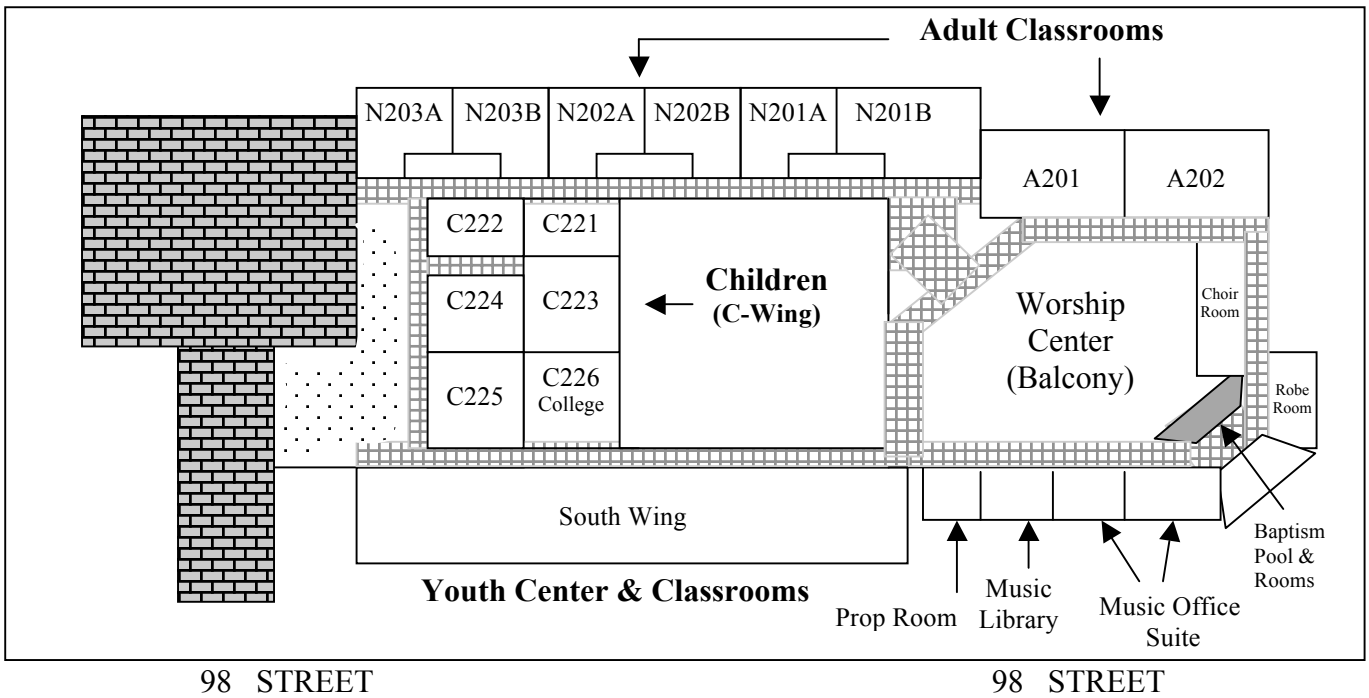 Adult Classrooms
N203A N203B N202A N202B N201A N201B
A201 A202
C222 C221
C224 C223
C225 C226
College
Children
(C-Wing)
Worship
Center
(Balcony)
Choir
Room
Robe
Room
South Wing
Youth Center & Classrooms
Prop Room
Music
Library
Music Office
Suite
Baptism
Pool &
Rooms
98 STREET 98 STREET